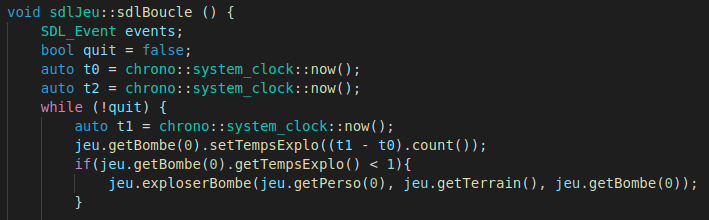 void sdlJeu::sdlBoucle () {
    SDL_Event events;
    bool quit = false;
    auto t0 = chrono::system_clock::now();
    auto t2 = chrono::system_clock::now();
    while (!quit) {
        auto t1 = chrono::system_clock::now();
        jeu.getBombe(0).setTempsExplo((t1 - t0).count());
        if(jeu.getBombe(0).getTempsExplo() < 1){
            jeu.exploserBombe(jeu.getPerso(0), jeu.getTerrain(), jeu.getBombe(0));
        }